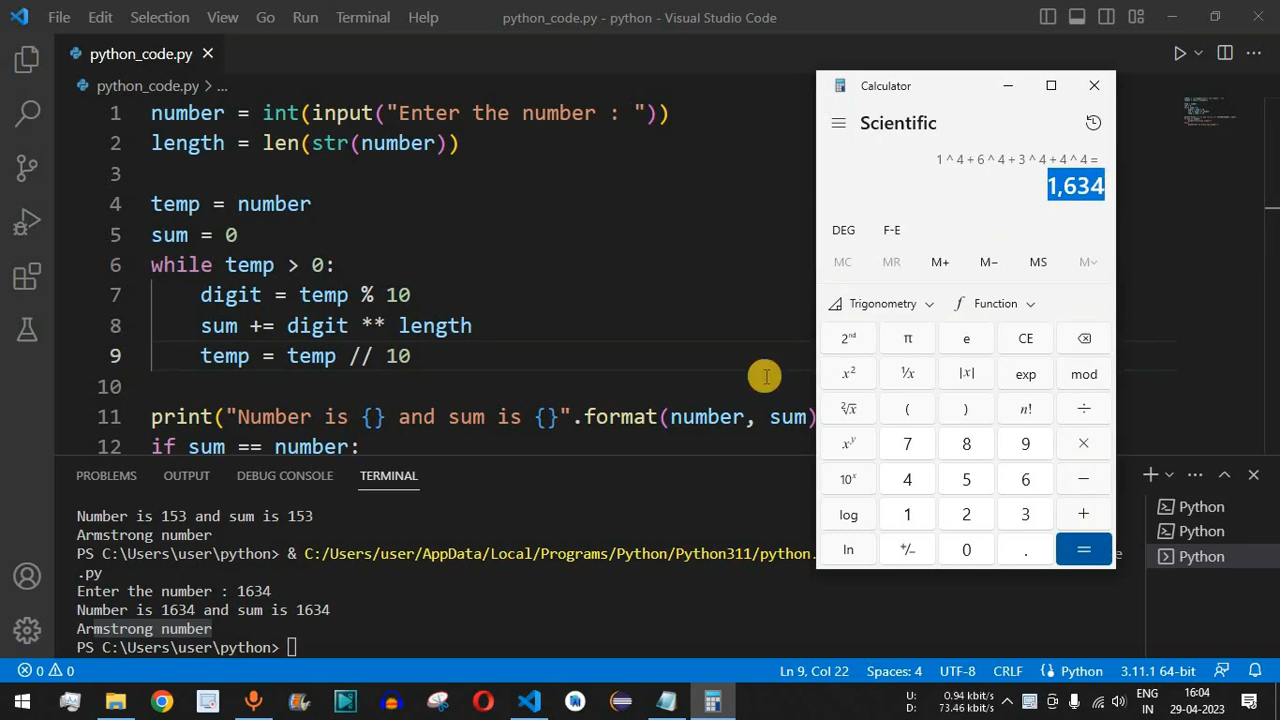 File Edit Selection View Go Run Terminal Help
python_code.py - python - Visual Studio Code
python_code.py
python_code.py > ...
1 number = int(input("Enter the number : "))
2 length = len(str(number))
3
4 temp = number
5 sum = 0
6 while temp > 0:
7 digit = temp % 10
8 sum += digit ** length
9 temp = temp // 10
10
11 print("Number is {} and sum is {}".format(number, sum)
12 if sum == number:
Calculator
Scientific
1 ^ 4 + 6 ^ 4 + 3 ^ 4 + 4 ^ 4 =
1,634
DEG F-E
MC MR M+ M− MS M
Trigonometry f Function
2nd π e CE
x² ¹/x |x| exp mod
²√x ( ) n! ÷
xʸ 7 8 9 ×
10ˣ 4 5 6 −
log 1 2 3 +
ln +/− 0 . =
PROBLEMS OUTPUT DEBUG CONSOLE TERMINAL
Number is 153 and sum is 153
Armstrong number
PS C:\Users\user\python> & C:/Users/user/AppData/Local/Programs/Python/Python311/python.
.py
Enter the number : 1634
Number is 1634 and sum is 1634
Armstrong number
PS C:\Users\user\python>
Python
Python
Python
0 0
Ln 9, Col 22 Spaces: 4 UTF-8 CRLF Python 3.11.1 64-bit
U: 0.94 kbit/s
D: 73.46 kbit/s
ENG
IN
16:04
29-04-2023